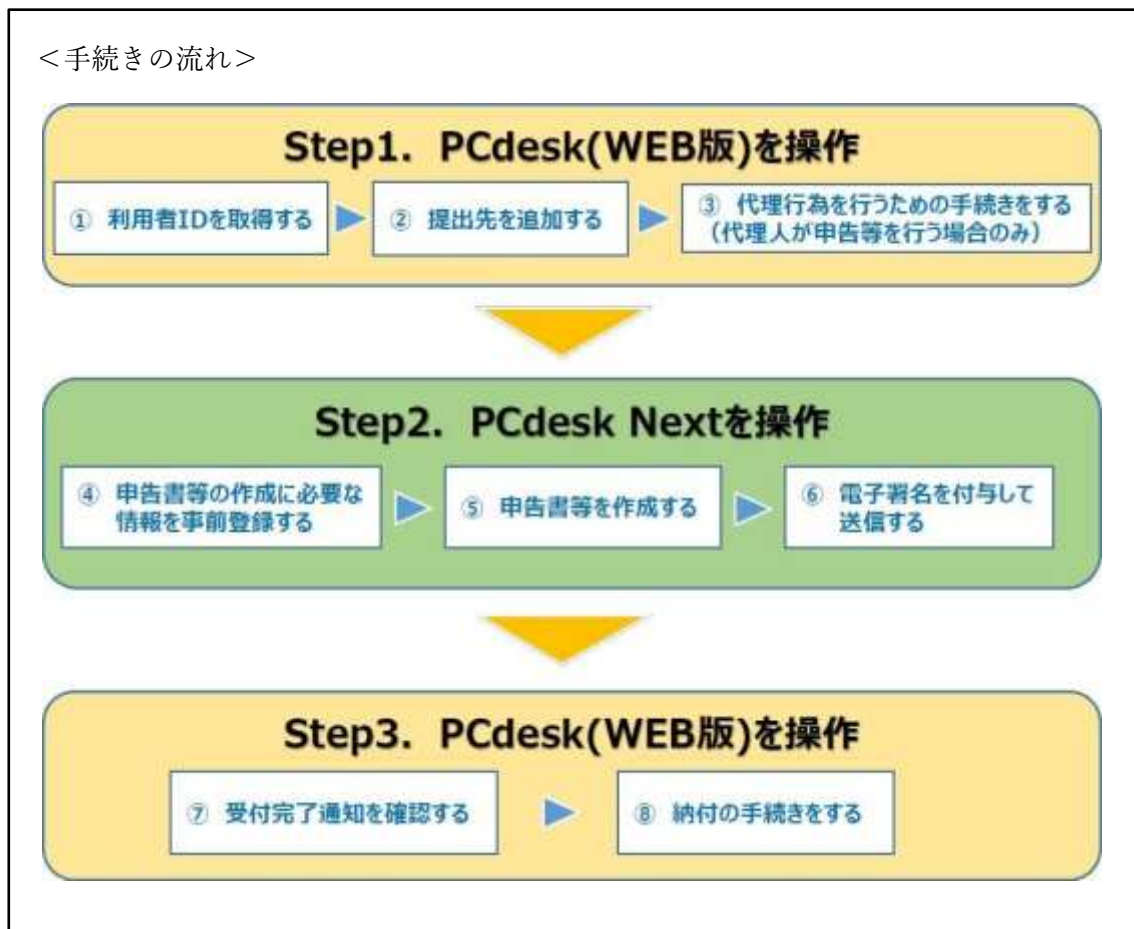 ＜手続きの流れ＞
Step1. PCdesk(WEB版)を操作
① 利用者IDを取得する
② 提出先を追加する
③ 代理行為を行うための手続きをする
（代理人が申告等を行う場合のみ）
Step2. PCdesk Nextを操作
④ 申告書等の作成に必要な
情報を事前登録する
⑤ 申告書等を作成する
⑥ 電子署名を付与して
送信する
Step3. PCdesk(WEB版)を操作
⑦ 受付完了通知を確認する
⑧ 納付の手続きをする